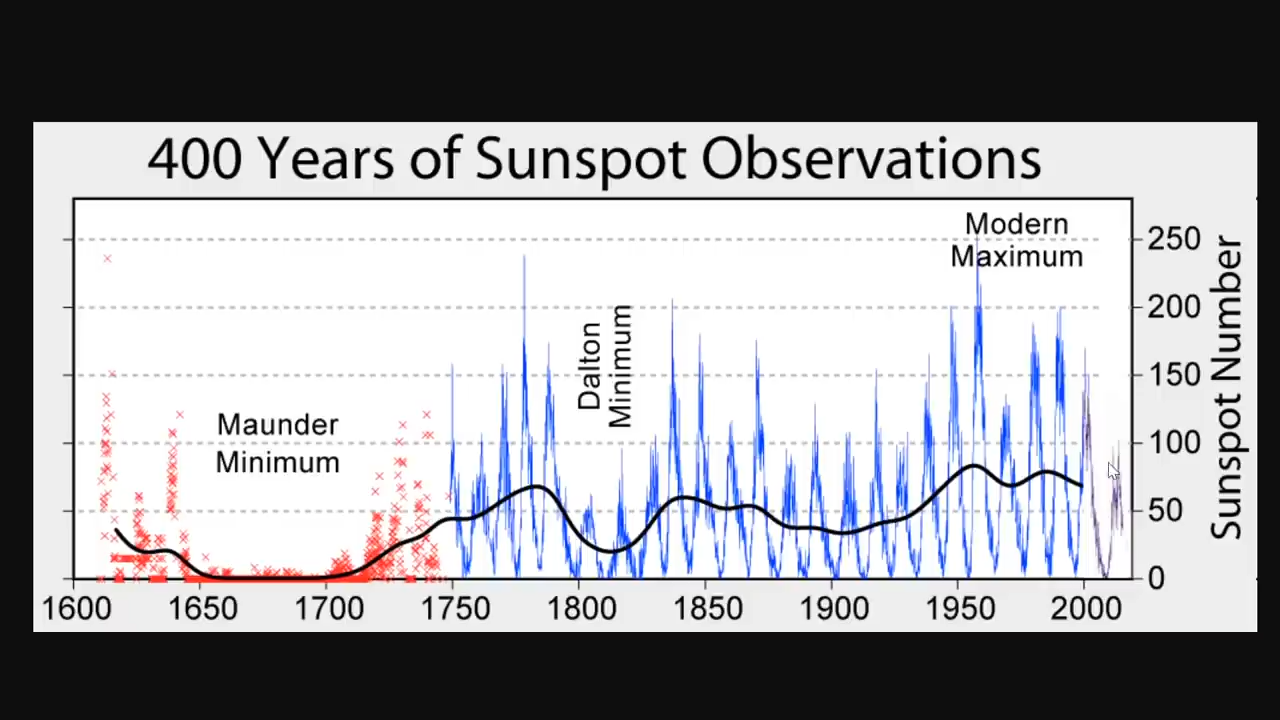 400 Years of Sunspot Observations
Modern
Maximum
250
200
150
100
50
0
Sunspot Number
Dalton
Minimum
Maunder
Minimum
1600 1650 1700 1750 1800 1850 1900 1950 2000